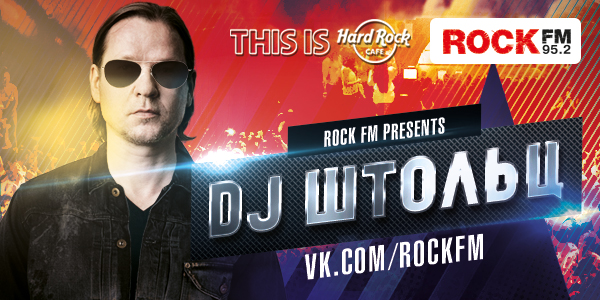 THIS IS Hard Rock CAFE
ROCK FM 95.2
ROCK FM PRESENTS
DJ ШТОЛЬЦ
VK.COM/ROCKFM